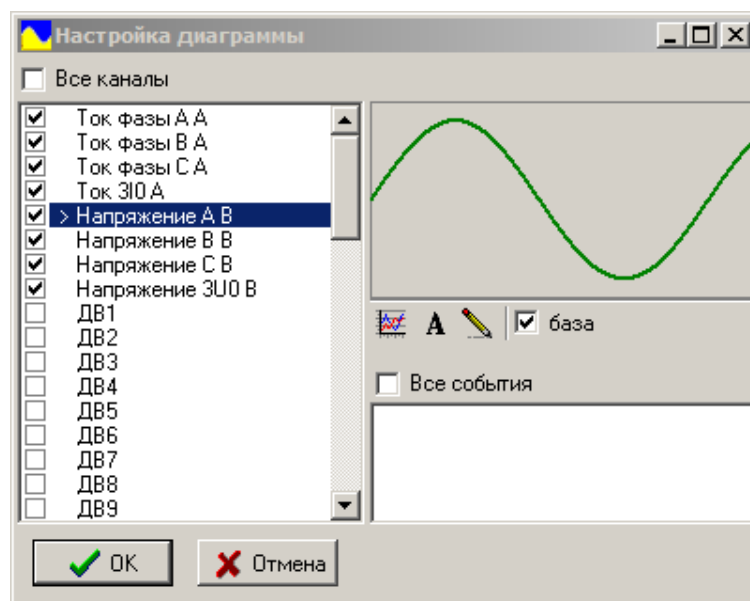 Настройка диаграммы
Все каналы
Ток фазы A A
Ток фазы B A
Ток фазы C A
Ток 3I0 A
> Напряжение A B
Напряжение B B
Напряжение C B
Напряжение 3U0 B
ДВ1
ДВ2
ДВ3
ДВ4
ДВ5
ДВ6
ДВ7
ДВ8
ДВ9
A
база
Все события
OK
Отмена